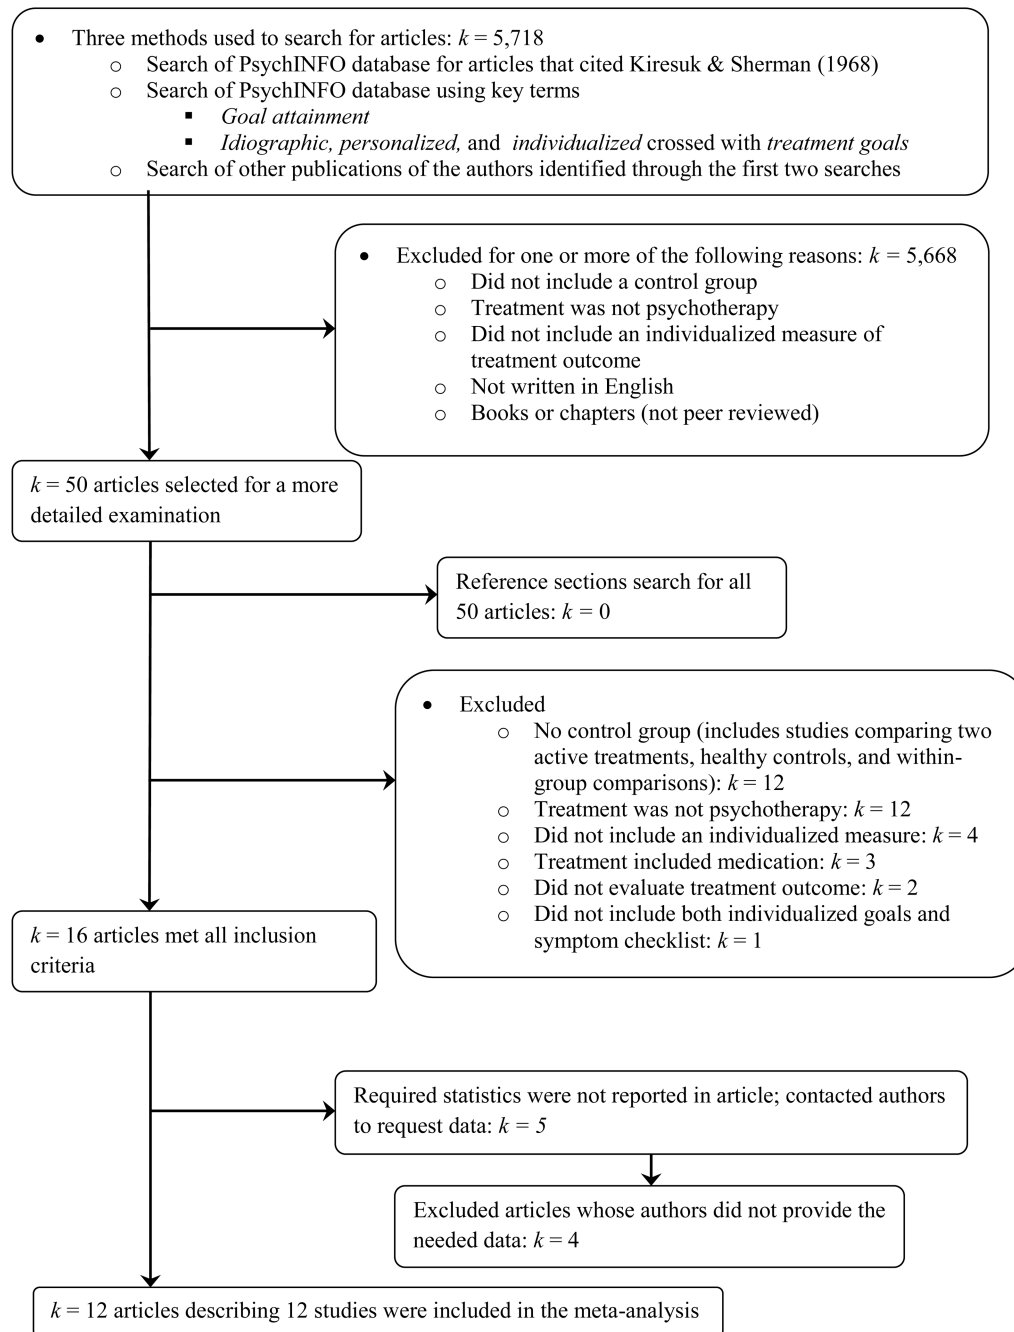 • Three methods used to search for articles: k = 5,718
o Search of PsychINFO database for articles that cited Kiresuk & Sherman (1968)
o Search of PsychINFO database using key terms
▪ Goal attainment
▪ Idiographic, personalized, and individualized crossed with treatment goals
o Search of other publications of the authors identified through the first two searches
• Excluded for one or more of the following reasons: k = 5,668
o Did not include a control group
o Treatment was not psychotherapy
o Did not include an individualized measure of
treatment outcome
o Not written in English
o Books or chapters (not peer reviewed)
k = 50 articles selected for a more
detailed examination
Reference sections search for all
50 articles: k = 0
• Excluded
o No control group (includes studies comparing two
active treatments, healthy controls, and within-
group comparisons): k = 12
o Treatment was not psychotherapy: k = 12
o Did not include an individualized measure: k = 4
o Treatment included medication: k = 3
o Did not evaluate treatment outcome: k = 2
o Did not include both individualized goals and
symptom checklist: k = 1
k = 16 articles met all inclusion
criteria
Required statistics were not reported in article; contacted authors
to request data: k = 5
Excluded articles whose authors did not provide the
needed data: k = 4
k = 12 articles describing 12 studies were included in the meta-analysis